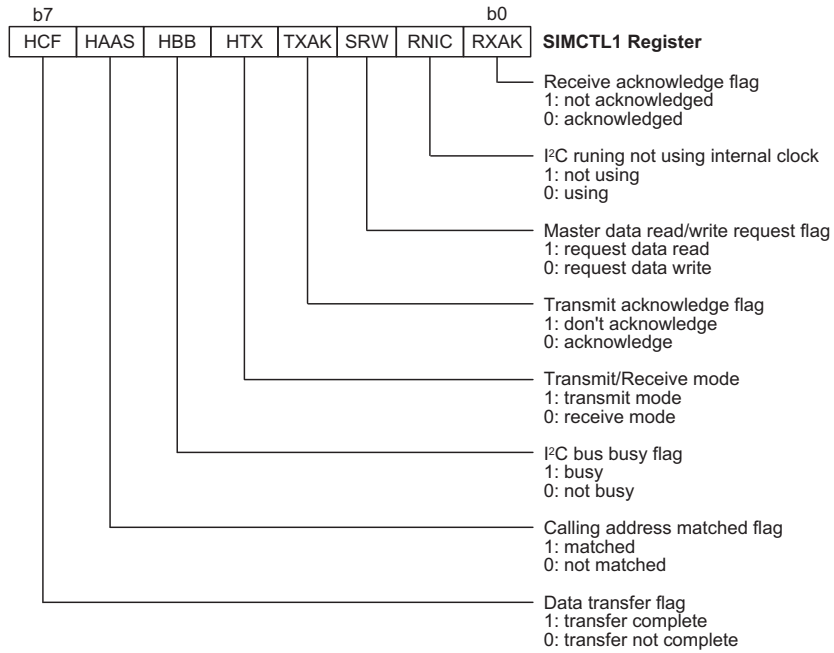 b7 b0
HCF HAAS HBB HTX TXAK SRW RNIC RXAK SIMCTL1 Register
Receive acknowledge flag
1: not acknowledged
0: acknowledged
I²C runing not using internal clock
1: not using
0: using
Master data read/write request flag
1: request data read
0: request data write
Transmit acknowledge flag
1: don't acknowledge
0: acknowledge
Transmit/Receive mode
1: transmit mode
0: receive mode
I²C bus busy flag
1: busy
0: not busy
Calling address matched flag
1: matched
0: not matched
Data transfer flag
1: transfer complete
0: transfer not complete